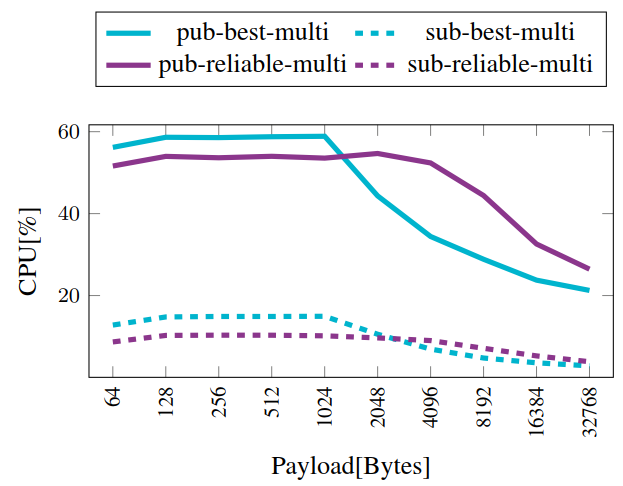 pub-best-multi sub-best-multi
pub-reliable-multi sub-reliable-multi
60
40
20
CPU[%]
64 128 256 512 1024 2048 4096 8192 16384 32768
Payload[Bytes]